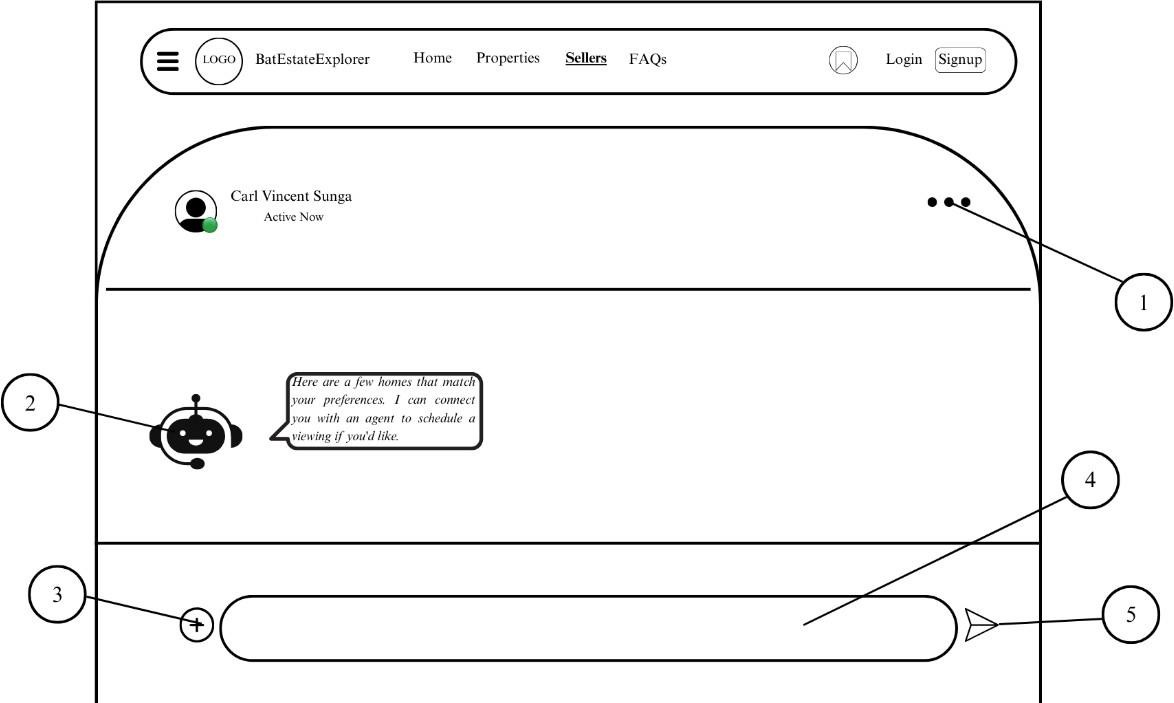 LOGO BatEstateExplorer Home Properties Sellers FAQs Login Signup
Carl Vincent Sunga
Active Now
1
2
Here are a few homes that match
your preferences. I can connect
you with an agent to schedule a
viewing if you'd like.
4
3
5